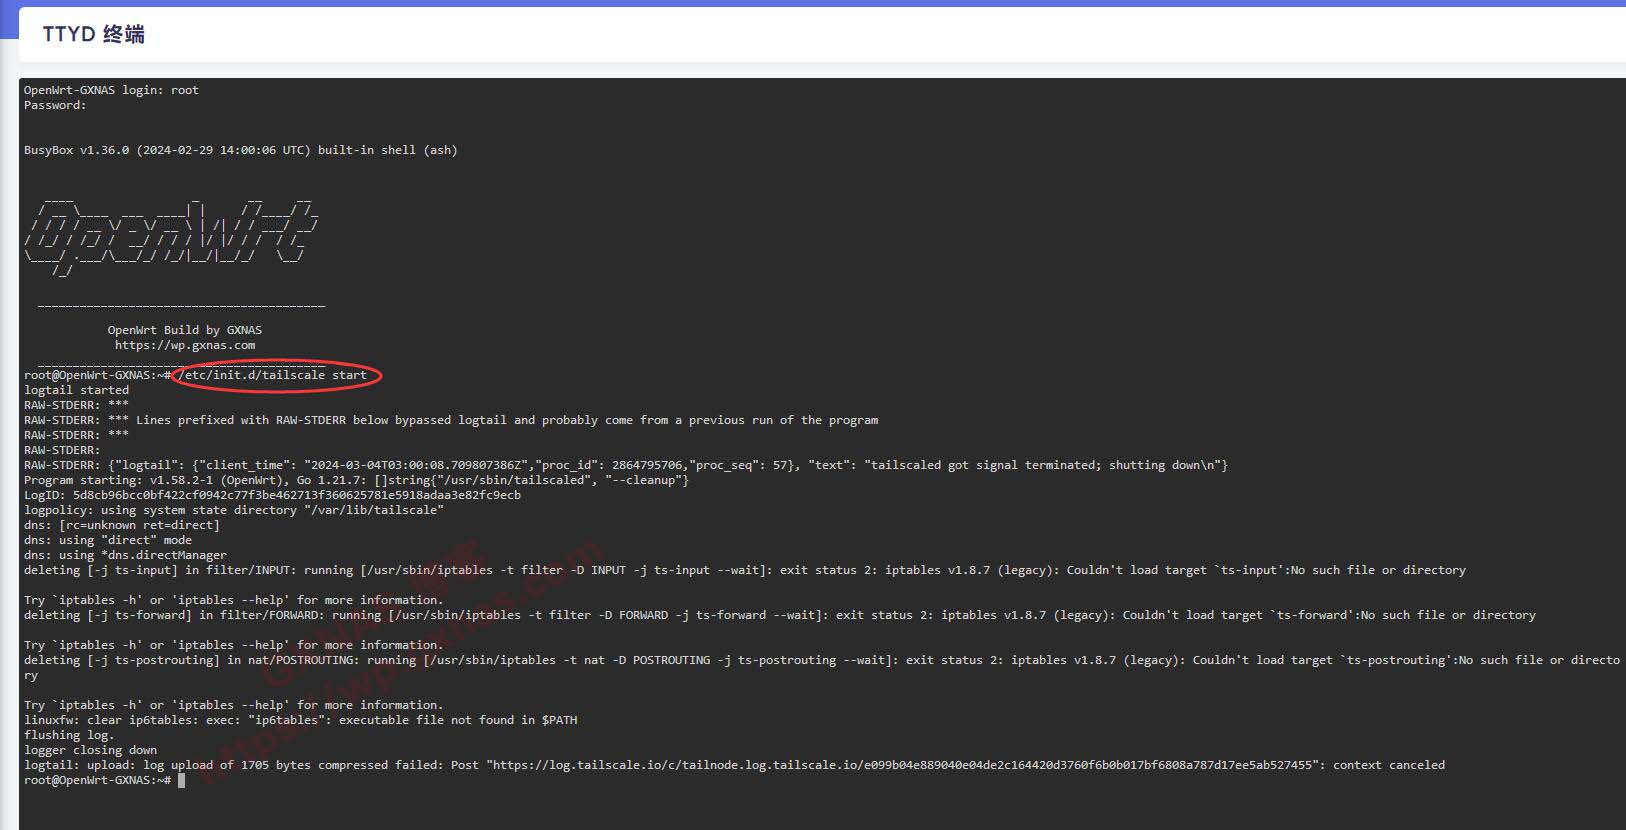 TTYD 终端
OpenWrt-GXNAS login: root
Password:
BusyBox v1.36.0 (2024-02-29 14:00:06 UTC) built-in shell (ash)
OpenWrt
OpenWrt Build by GXNAS
https://wp.gxnas.com
root@OpenWrt-GXNAS:~# /etc/init.d/tailscale start
logtail started
RAW-STDERR: ***
RAW-STDERR: *** Lines prefixed with RAW-STDERR below bypassed logtail and probably come from a previous run of the program
RAW-STDERR: ***
RAW-STDERR:
RAW-STDERR: {"logtail": {"client_time": "2024-03-04T03:00:08.709807386Z","proc_id": 2864795706,"proc_seq": 57}, "text": "tailscaled got signal terminated; shutting down\n"}
Program starting: v1.58.2-1 (OpenWrt), Go 1.21.7: []string{"/usr/sbin/tailscaled", "--cleanup"}
LogID: 5d8cb96bcc0bf422cf0942c77f3be462713f360625781e5918adaa3e82fc9ecb
logpolicy: using system state directory "/var/lib/tailscale"
dns: [rc=unknown ret=direct]
dns: using "direct" mode
dns: using *dns.directManager
deleting [-j ts-input] in filter/INPUT: running [/usr/sbin/iptables -t filter -D INPUT -j ts-input --wait]: exit status 2: iptables v1.8.7 (legacy): Couldn't load target `ts-input':No such file or directory
Try `iptables -h' or 'iptables --help' for more information.
deleting [-j ts-forward] in filter/FORWARD: running [/usr/sbin/iptables -t filter -D FORWARD -j ts-forward --wait]: exit status 2: iptables v1.8.7 (legacy): Couldn't load target `ts-forward':No such file or directory
Try `iptables -h' or 'iptables --help' for more information.
deleting [-j ts-postrouting] in nat/POSTROUTING: running [/usr/sbin/iptables -t nat -D POSTROUTING -j ts-postrouting --wait]: exit status 2: iptables v1.8.7 (legacy): Couldn't load target `ts-postrouting':No such file or directo
ry
Try `iptables -h' or 'iptables --help' for more information.
linuxfw: clear ip6tables: exec: "ip6tables": executable file not found in $PATH
flushing log.
logger closing down
logtail: upload: log upload of 1705 bytes compressed failed: Post "https://log.tailscale.io/c/tailnode.log.tailscale.io/e099b04e889040e04de2c164420d3760f6b0b017bf6808a787d17ee5ab527455": context canceled
root@OpenWrt-GXNAS:~#
GXNAS博客
https://wp.gxnas.com